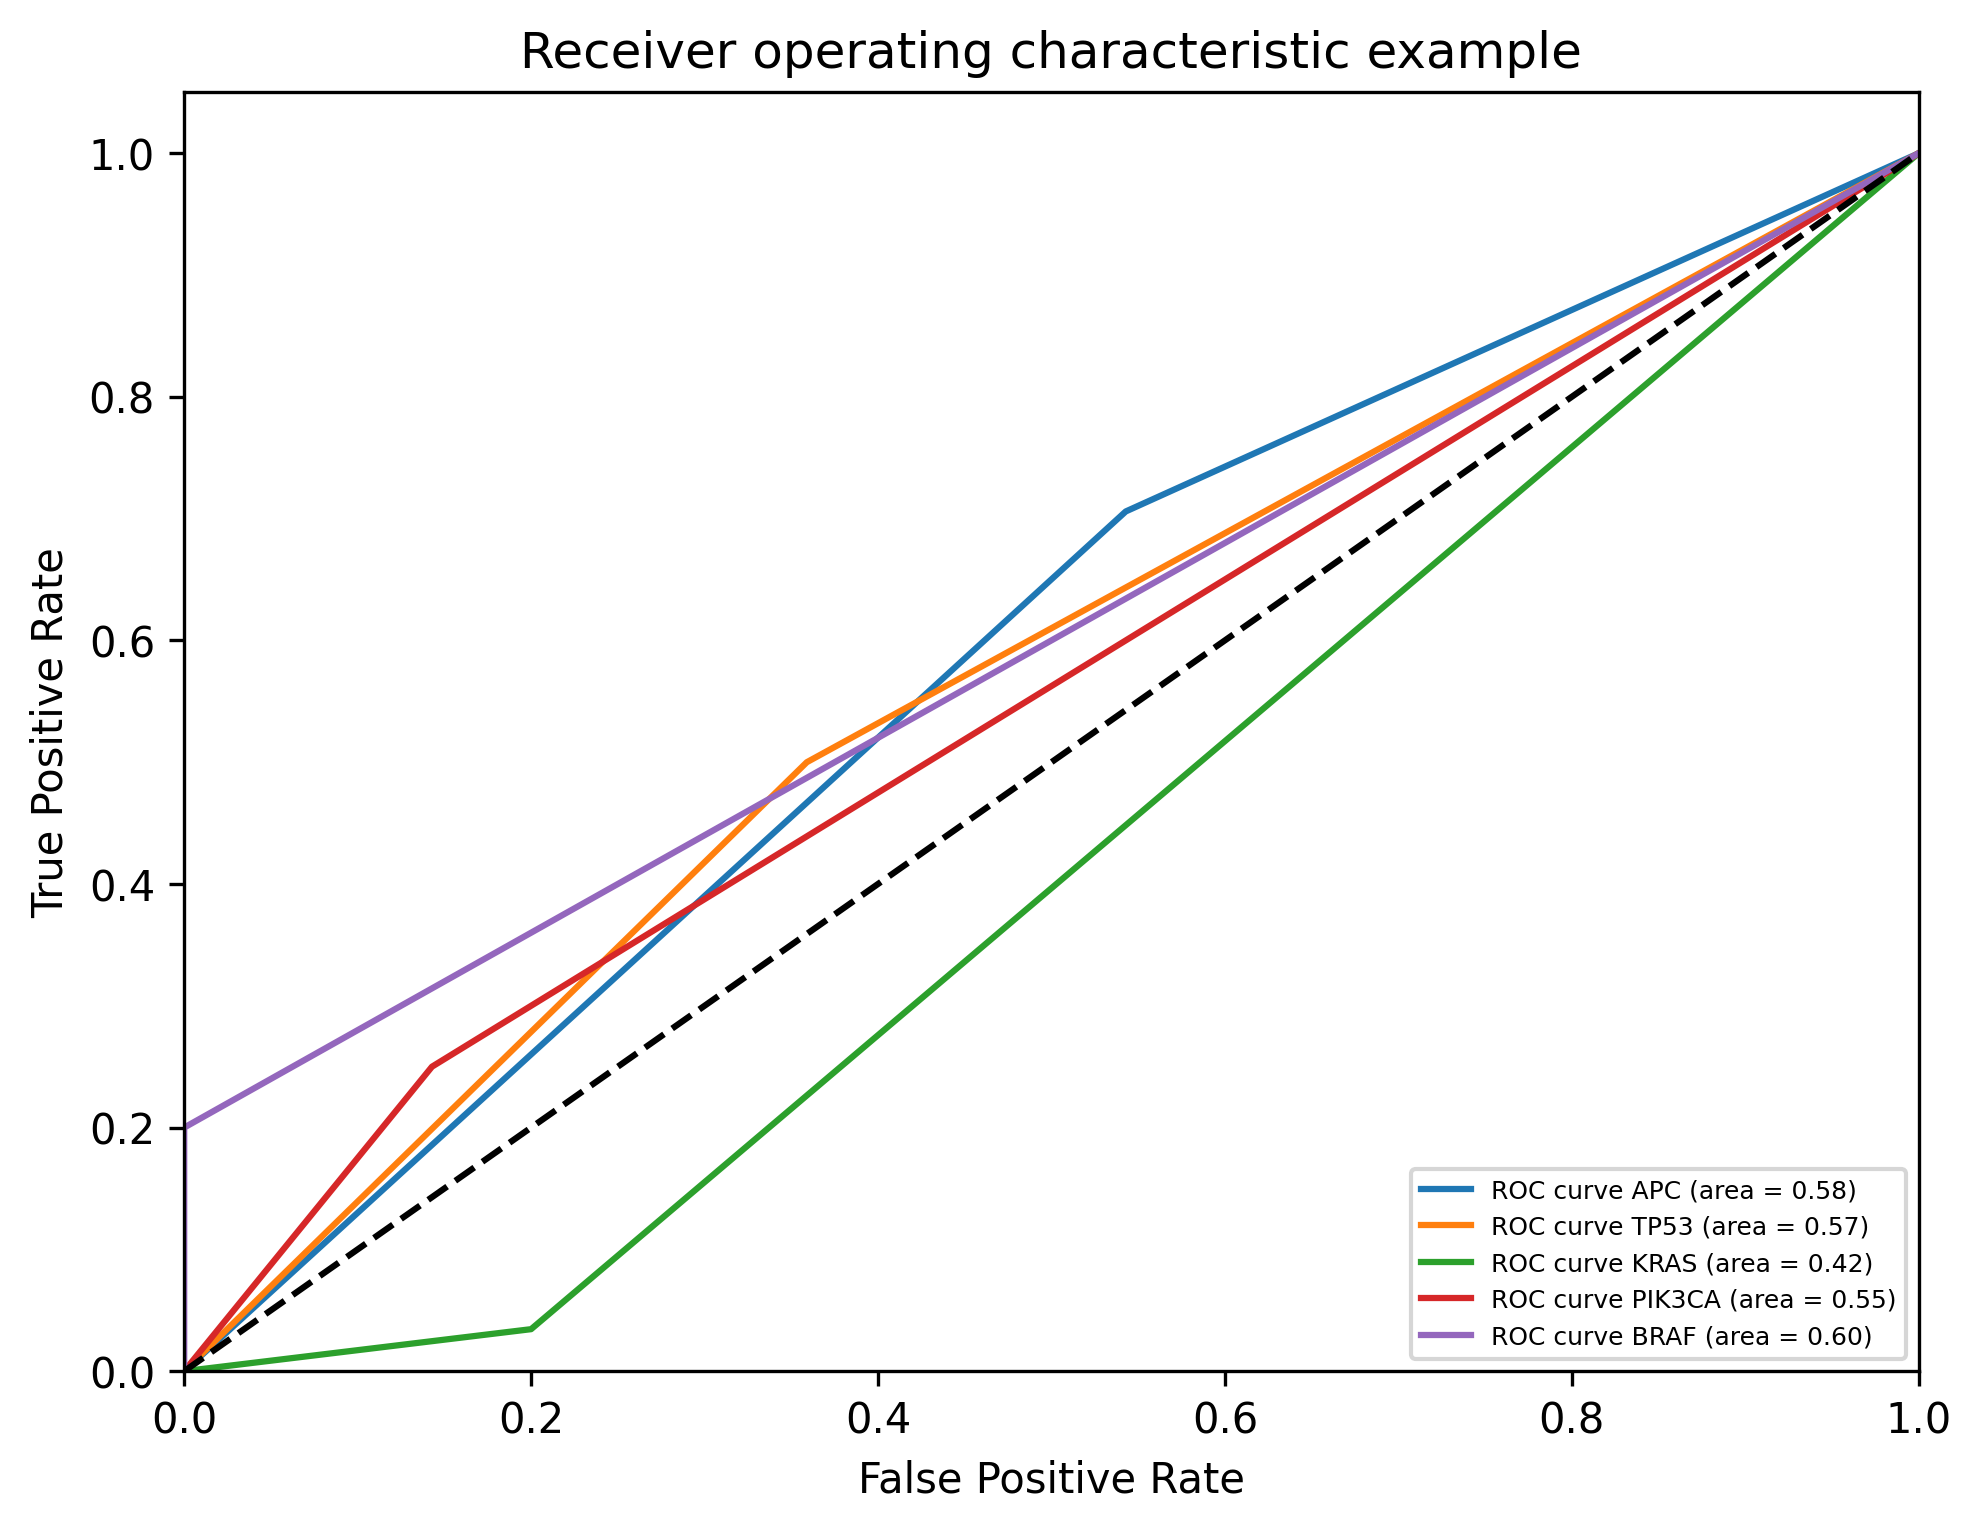 Receiver operating characteristic example
1.0
0.8
0.6
0.4
0.2
0.0
True Positive Rate
0.0 0.2 0.4 0.6 0.8 1.0
False Positive Rate
ROC curve APC (area = 0.58)
ROC curve TP53 (area = 0.57)
ROC curve KRAS (area = 0.42)
ROC curve PIK3CA (area = 0.55)
ROC curve BRAF (area = 0.60)